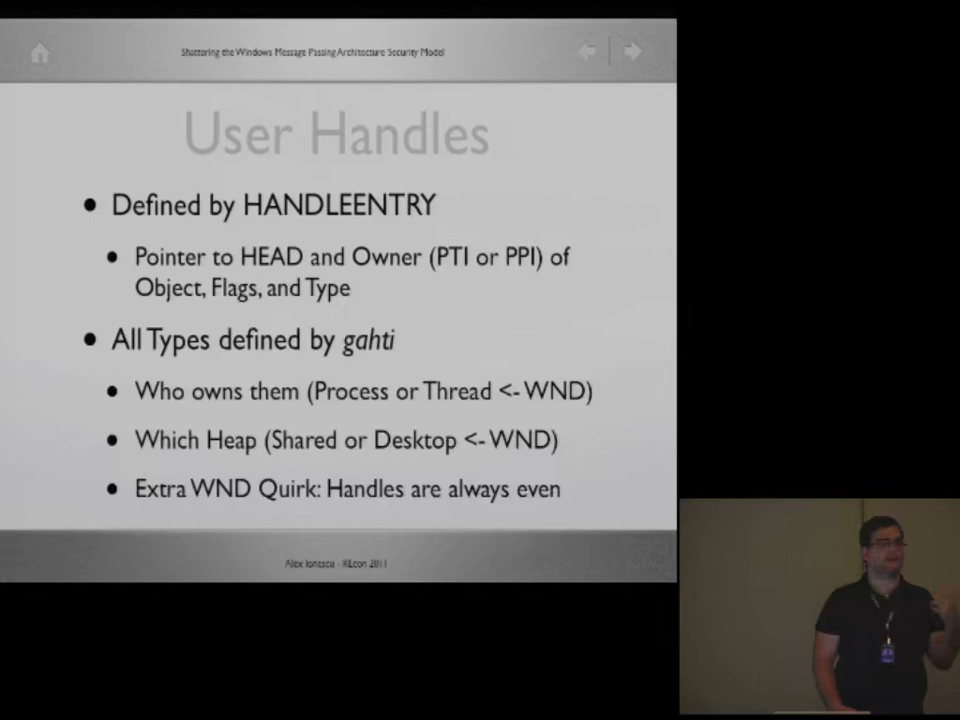 Shattering the Windows Message Passing Architecture Security Model
User Handles
• Defined by HANDLEENTRY
• Pointer to HEAD and Owner (PTI or PPI) of
Object, Flags, and Type
• All Types defined by gahti
• Who owns them (Process or Thread <- WND)
• Which Heap (Shared or Desktop <- WND)
• Extra WND Quirk: Handles are always even
Alex Ionescu - REcon 2011